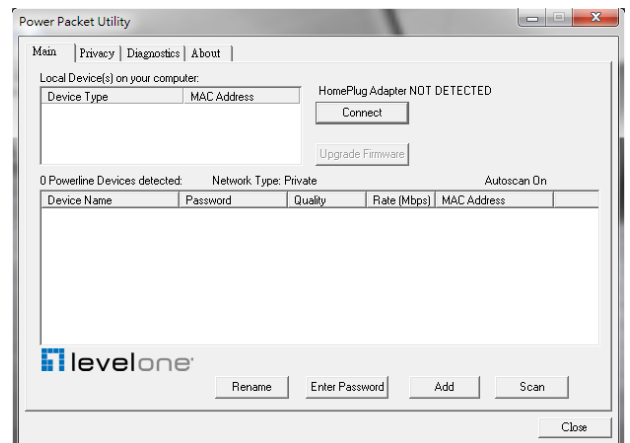 Power Packet Utility
Main Privacy Diagnostics About
Local Device(s) on your computer:
Device Type MAC Address
HomePlug Adapter NOT DETECTED
Connect
Upgrade Firmware
0 Powerline Devices detected: Network Type: Private Autoscan On
Device Name Password Quality Rate (Mbps) MAC Address
levelone
Rename Enter Password Add Scan
Close